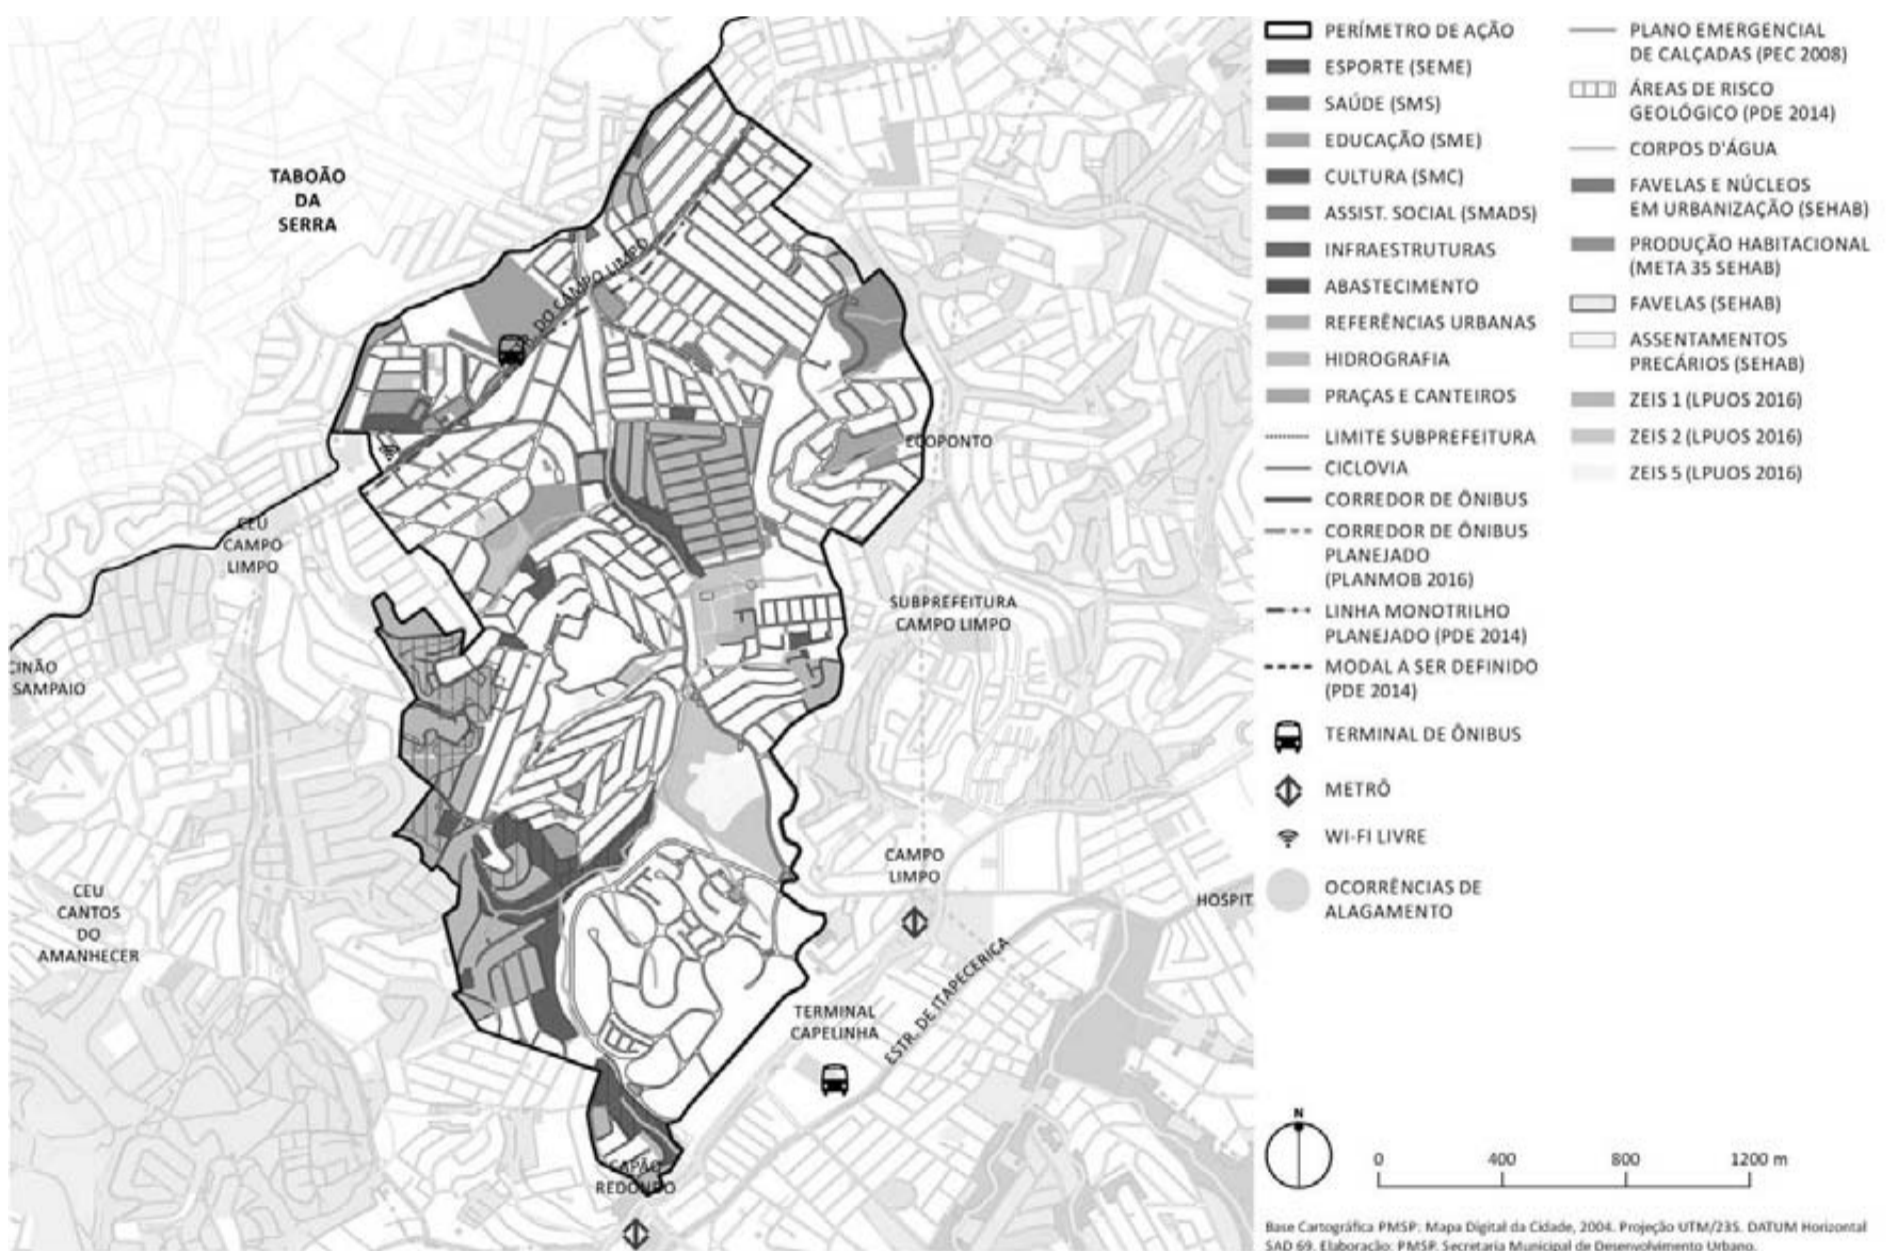 TABOÃO
DA
SERRA
ESTR. DO CAMPO LIMPO
ECOPONTO
CEU
CAMPO
LIMPO
SUBPREFEITURA
CAMPO LIMPO
CINÃO
SAMPAIO
CAMPO
LIMPO
CEU
CANTOS
DO
AMANHECER
HOSPIT
TERMINAL
CAPELINHA
ESTR. DE ITAPECERICA
CAPÃO
REDONDO
PERÍMETRO DE AÇÃO
ESPORTE (SEME)
SAÚDE (SMS)
EDUCAÇÃO (SME)
CULTURA (SMC)
ASSIST. SOCIAL (SMADS)
INFRAESTRUTURAS
ABASTECIMENTO
REFERÊNCIAS URBANAS
HIDROGRAFIA
PRAÇAS E CANTEIROS
LIMITE SUBPREFEITURA
CICLOVIA
CORREDOR DE ÔNIBUS
CORREDOR DE ÔNIBUS
PLANEJADO
(PLANMOB 2016)
LINHA MONOTRILHO
PLANEJADO (PDE 2014)
MODAL A SER DEFINIDO
(PDE 2014)
TERMINAL DE ÔNIBUS
METRÔ
WI-FI LIVRE
OCORRÊNCIAS DE
ALAGAMENTO
PLANO EMERGENCIAL
DE CALÇADAS (PEC 2008)
ÁREAS DE RISCO
GEOLÓGICO (PDE 2014)
CORPOS D'ÁGUA
FAVELAS E NÚCLEOS
EM URBANIZAÇÃO (SEHAB)
PRODUÇÃO HABITACIONAL
(META 35 SEHAB)
FAVELAS (SEHAB)
ASSENTAMENTOS
PRECÁRIOS (SEHAB)
ZEIS 1 (LPUOS 2016)
ZEIS 2 (LPUOS 2016)
ZEIS 5 (LPUOS 2016)
N
0 400 800 1200 m
Base Cartográfica PMSP: Mapa Digital da Cidade, 2004. Projeção UTM/23S. DATUM Horizontal
SAD 69. Elaboração: PMSP. Secretaria Municipal de Desenvolvimento Urbano.